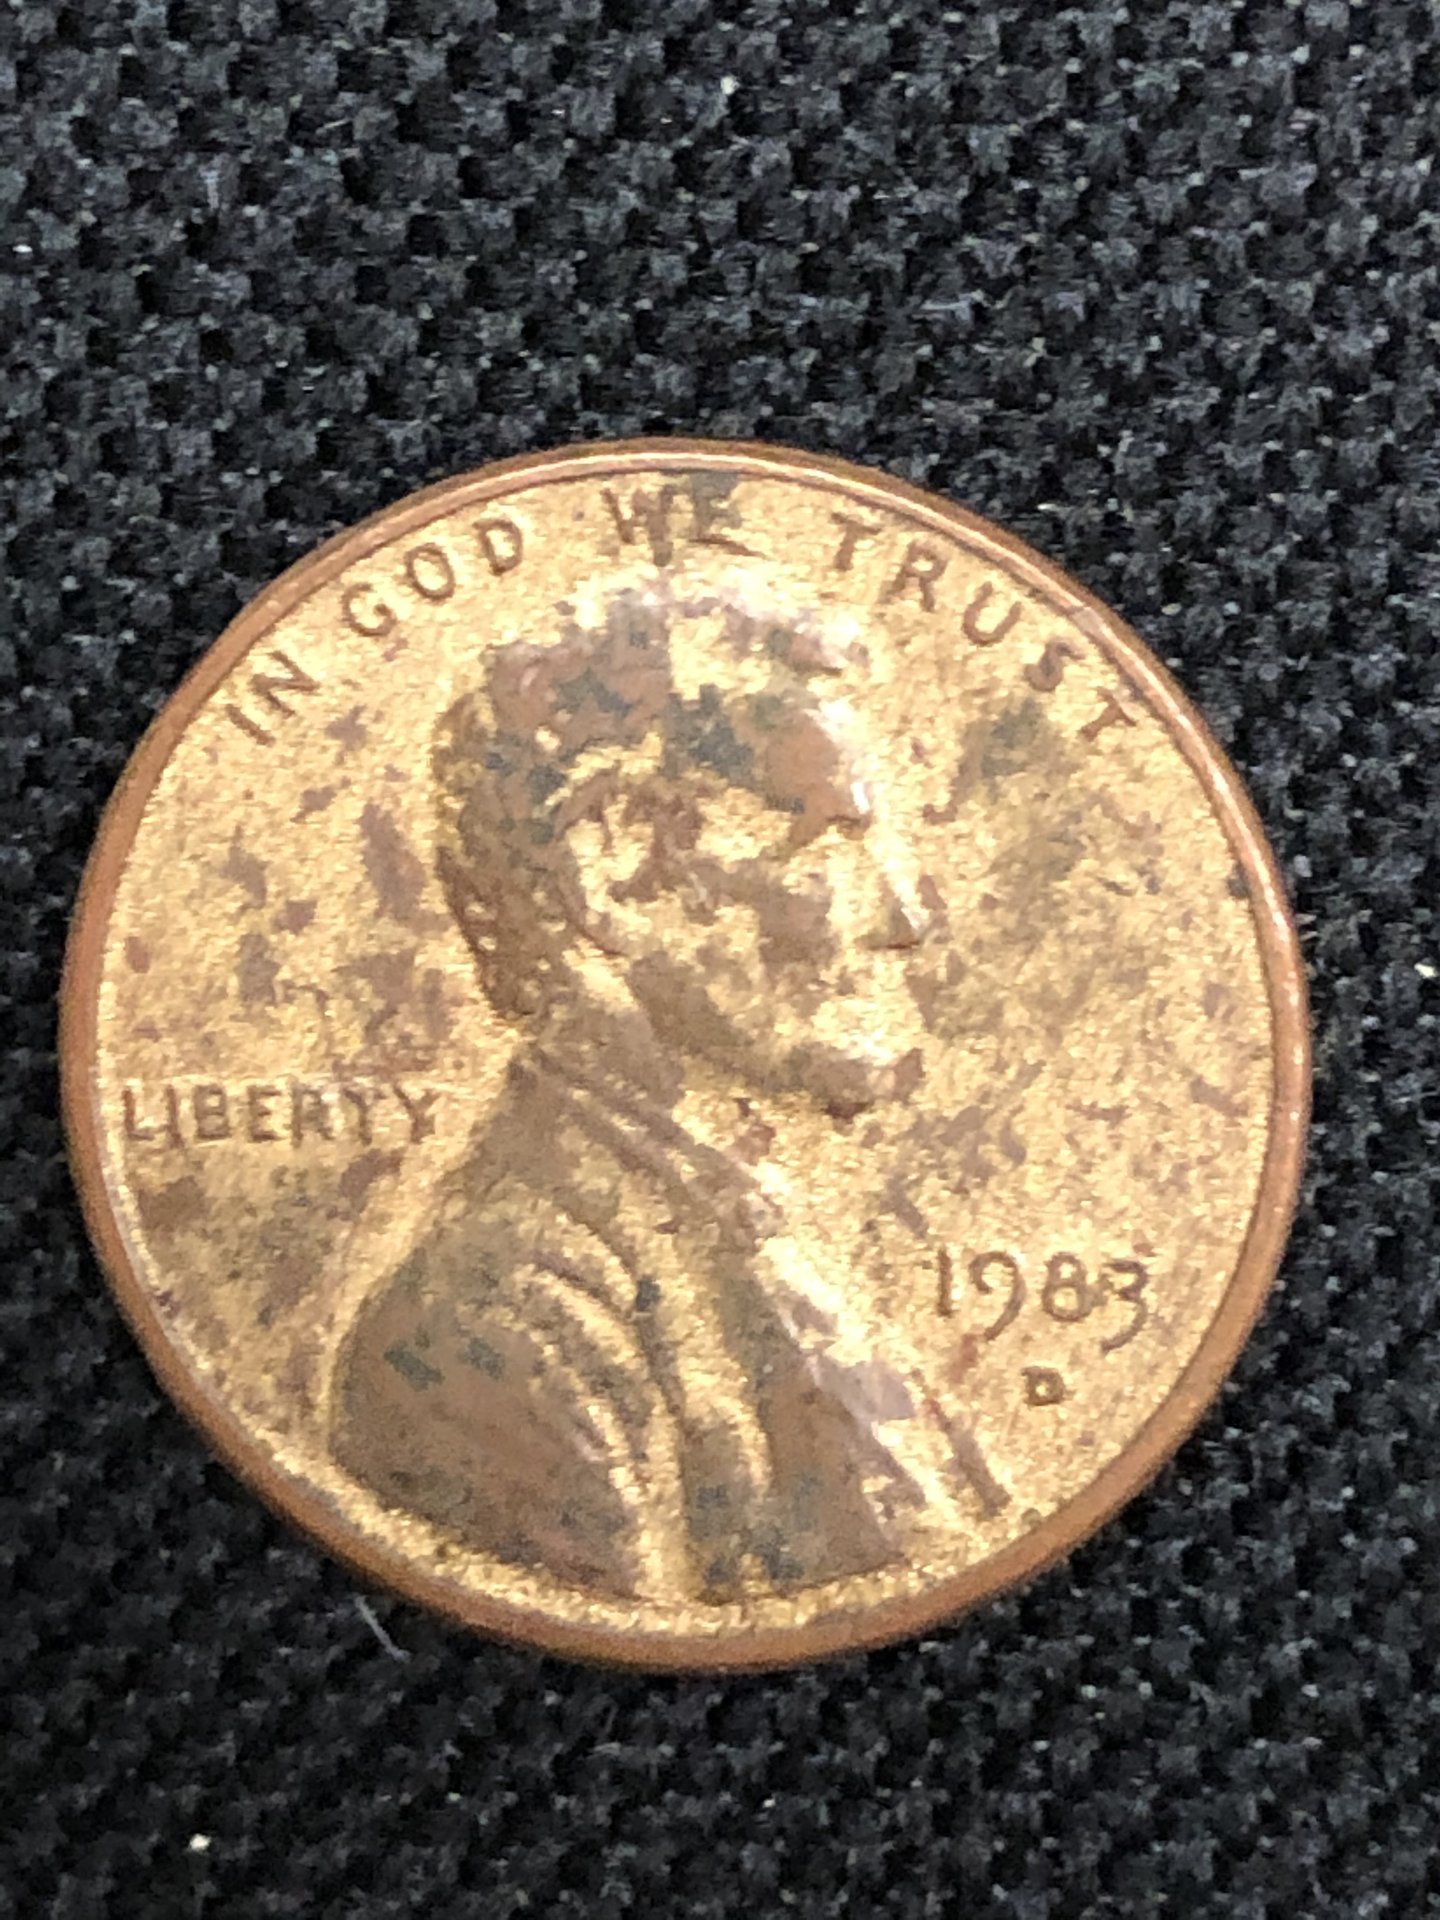 IN GOD WE TRUST
LIBERTY
1983
D